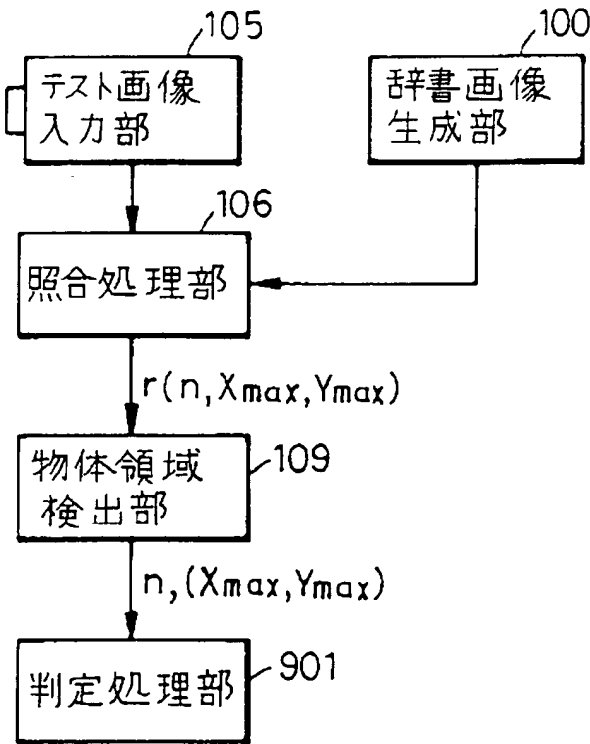 105
テスト画像
入力部
100
辞書画像
生成部
106
照合処理部
r(n,Xmax,Ymax)
物体領域
検出部
109
n,(Xmax,Ymax)
判定処理部
901